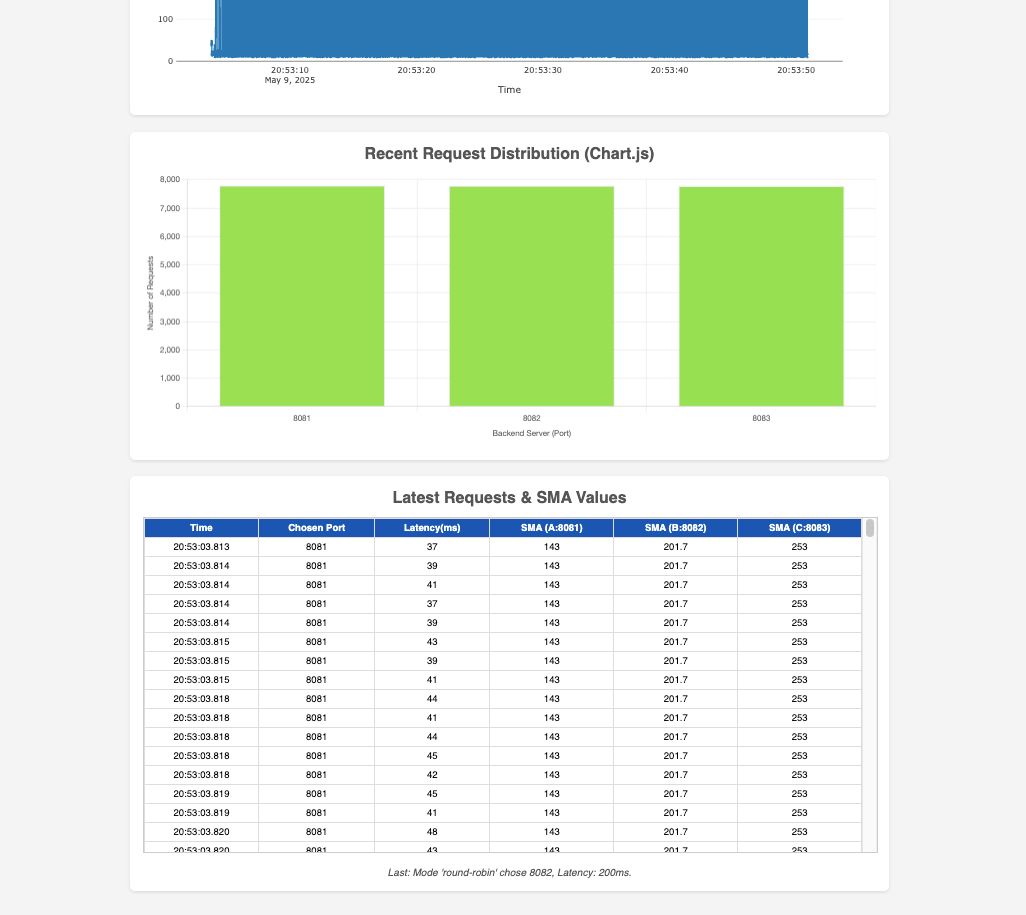 100
0
20:53:10 20:53:20 20:53:30 20:53:40 20:53:50
May 9, 2025
Time
Recent Request Distribution (Chart.js)
8,000
7,000
6,000
5,000
4,000
3,000
2,000
1,000
0
Number of Requests
8081 8082 8083
Backend Server (Port)
Latest Requests & SMA Values
Time Chosen Port Latency(ms) SMA (A:8081) SMA (B:8082) SMA (C:8083)
20:53:03.813 8081 37 143 201.7 253
20:53:03.814 8081 39 143 201.7 253
20:53:03.814 8081 41 143 201.7 253
20:53:03.814 8081 37 143 201.7 253
20:53:03.814 8081 39 143 201.7 253
20:53:03.815 8081 43 143 201.7 253
20:53:03.815 8081 39 143 201.7 253
20:53:03.815 8081 41 143 201.7 253
20:53:03.818 8081 44 143 201.7 253
20:53:03.818 8081 41 143 201.7 253
20:53:03.818 8081 44 143 201.7 253
20:53:03.818 8081 45 143 201.7 253
20:53:03.818 8081 42 143 201.7 253
20:53:03.819 8081 45 143 201.7 253
20:53:03.819 8081 41 143 201.7 253
20:53:03.820 8081 48 143 201.7 253
20:53:03.820 8081 43 143 201.7 253
Last: Mode 'round-robin' chose 8082, Latency: 200ms.